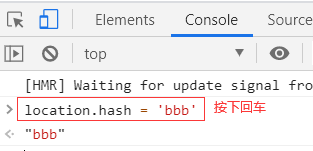 Elements Console Source
top
[HMR] Waiting for update signal fro
> location.hash = 'bbb' 按下回车
"bbb"